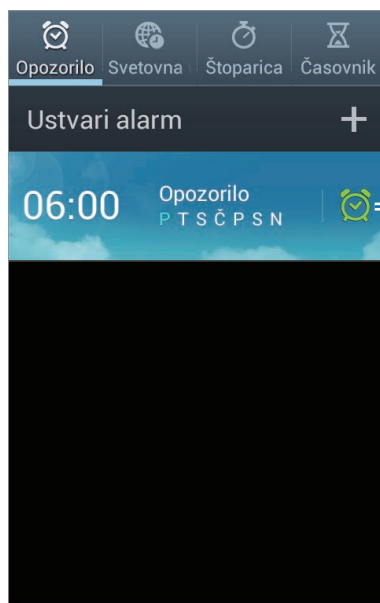 Opozorilo Svetovna Štoparica Časovnik
Ustvari alarm +
06:00
Opozorilo
P T S Č P S N